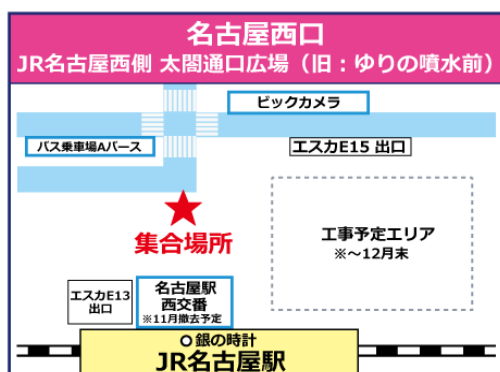 名古屋西口
JR名古屋西側 太閤通口広場（旧：ゆりの噴水前）
ビックカメラ
バス乗車場Aバース
エスカE15 出口
集合場所
工事予定エリア
※～12月末
エスカE13
出口
名古屋駅
西交番
※11月撤去予定
銀の時計
JR名古屋駅